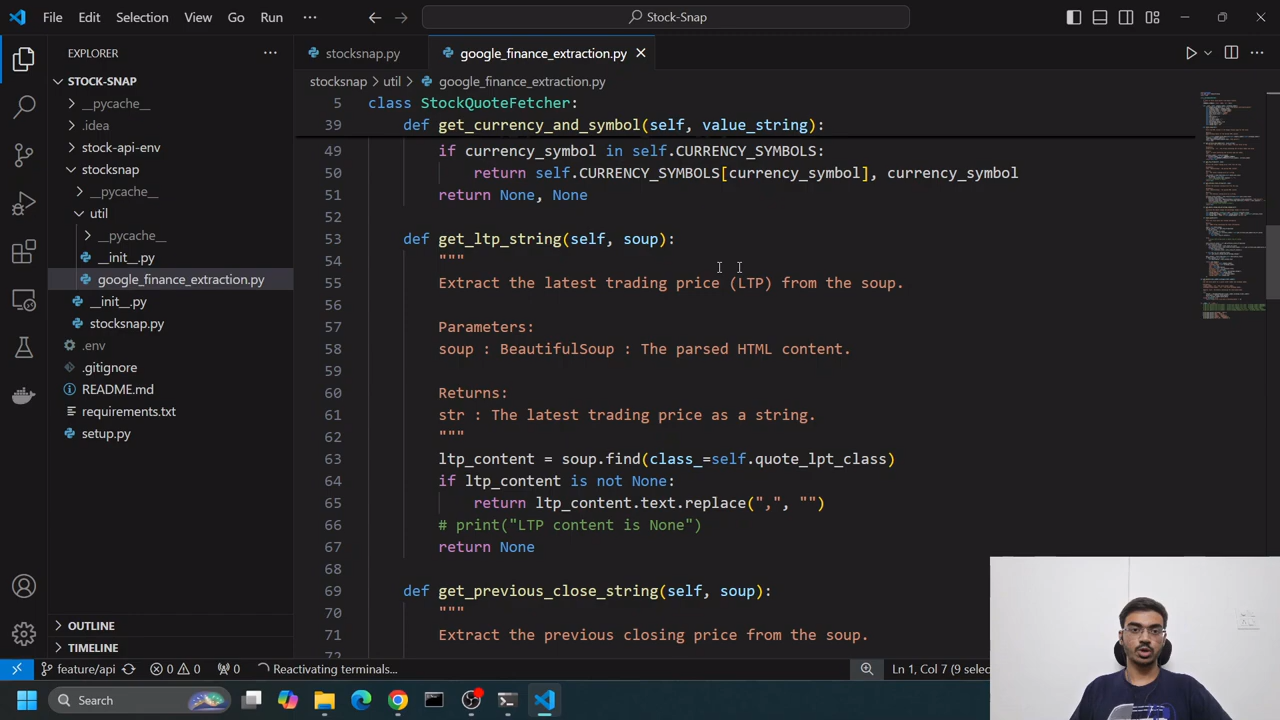 File Edit Selection View Go Run ··· Stock-Snap
EXPLORER ··· stocksnap.py google_finance_extraction.py
STOCK-SNAP stocksnap > util > google_finance_extraction.py
__pycache__
.idea
stock-api-env
stocksnap
__pycache__
util
__pycache__
__init__.py
google_finance_extraction.py
__init__.py
stocksnap.py
.env
.gitignore
README.md
requirements.txt
setup.py
OUTLINE
TIMELINE
5 class StockQuoteFetcher:
39 def get_currency_and_symbol(self, value_string):
49 if currency_symbol in self.CURRENCY_SYMBOLS:
50 return self.CURRENCY_SYMBOLS[currency_symbol], currency_symbol
51 return None, None
52
53 def get_ltp_string(self, soup):
54 """
55 Extract the latest trading price (LTP) from the soup.
56
57 Parameters:
58 soup : BeautifulSoup : The parsed HTML content.
59
60 Returns:
61 str : The latest trading price as a string.
62 """
63 ltp_content = soup.find(class_=self.quote_lpt_class)
64 if ltp_content is not None:
65 return ltp_content.text.replace(",", "")
66 # print("LTP content is None")
67 return None
68
69 def get_previous_close_string(self, soup):
70 """
71 Extract the previous closing price from the soup.
72
feature/api 0 0 0 Reactivating terminals... Ln 1, Col 7 (9 selec
Search